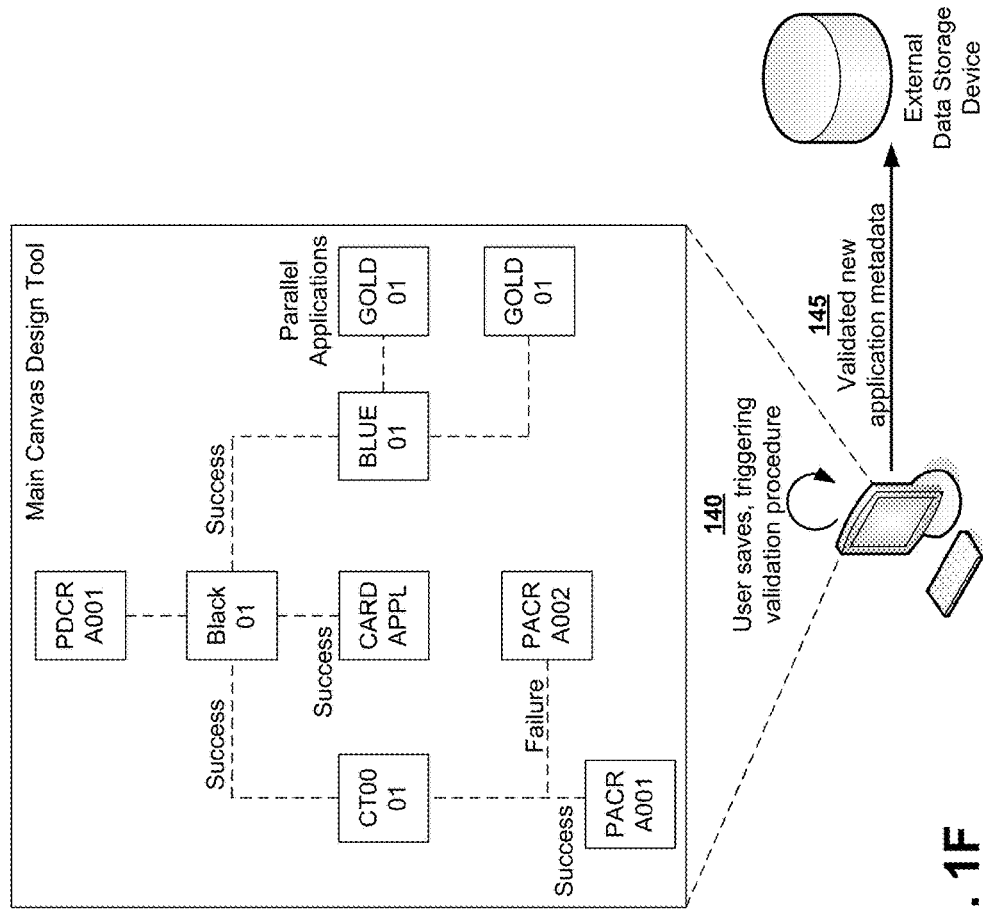 Main Canvas Design Tool
PDCR
A001
Success
Black
01
Success
Parallel
Applications
CT00
01
Success
CARD
APPL
BLUE
01
GOLD
01
Success
PACR
A001
Failure
PACR
A002
GOLD
01
140
User saves, triggering
validation procedure
145
Validated new
application metadata
External
Data Storage
Device
. 1F